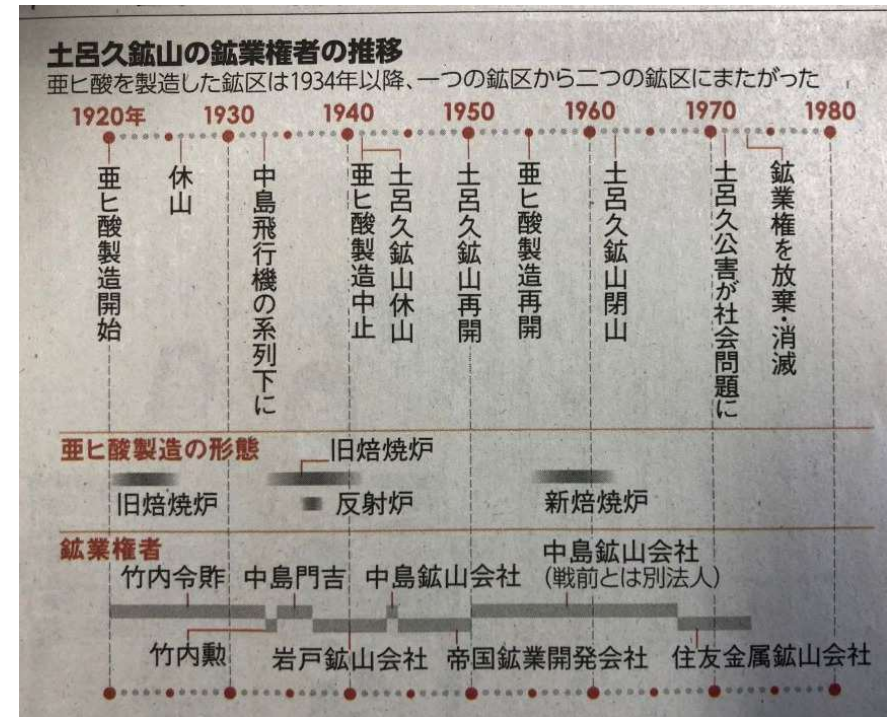 土呂久鉱山の鉱業権者の推移
亜ヒ酸を製造した鉱区は1934年以降、一つの鉱区から二つの鉱区にまたがった
1920年 1930 1940 1950 1960 1970 1980
亜ヒ酸製造開始
休山
中島飛行機の系列下に
亜ヒ酸製造中止
土呂久鉱山休山
土呂久鉱山再開
亜ヒ酸製造再開
土呂久鉱山閉山
土呂久公害が社会問題に
鉱業権を放棄・消滅
亜ヒ酸製造の形態
旧焙焼炉
旧焙焼炉
反射炉
新焙焼炉
鉱業権者
中島鉱山会社
竹内令昨 中島門吉 中島鉱山会社 (戦前とは別法人)
竹内勲 岩戸鉱山会社 帝国鉱業開発会社 住友金属鉱山会社